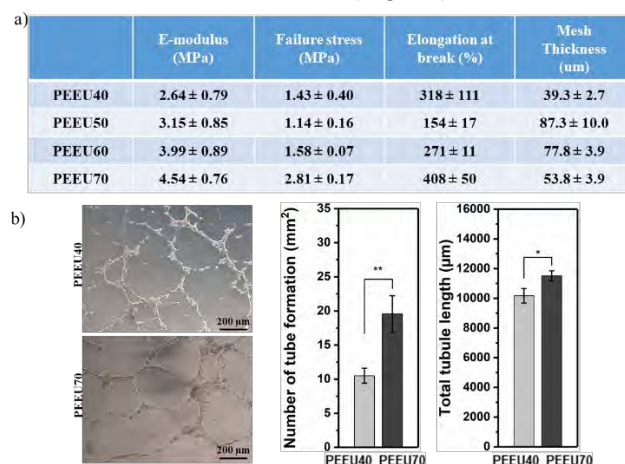 a)
E-modulus (MPa) Failure stress (MPa) Elongation at break (%) Mesh Thickness (um)
PEEU40 2.64 ± 0.79 1.43 ± 0.40 318 ± 111 39.3 ± 2.7
PEEU50 3.15 ± 0.85 1.14 ± 0.16 154 ± 17 87.3 ± 10.0
PEEU60 3.99 ± 0.89 1.58 ± 0.07 271 ± 11 77.8 ± 3.9
PEEU70 4.54 ± 0.76 2.81 ± 0.17 408 ± 50 53.8 ± 3.9
b)
PEEU40
200 µm
PEEU70
200 µm
Number of tube formation (mm²)
35
30
25
20
15
10
5
0
**
PEEU40 PEEU70
Total tubule length (µm)
16000
14000
12000
10000
8000
6000
4000
2000
0
*
PEEU40 PEEU70